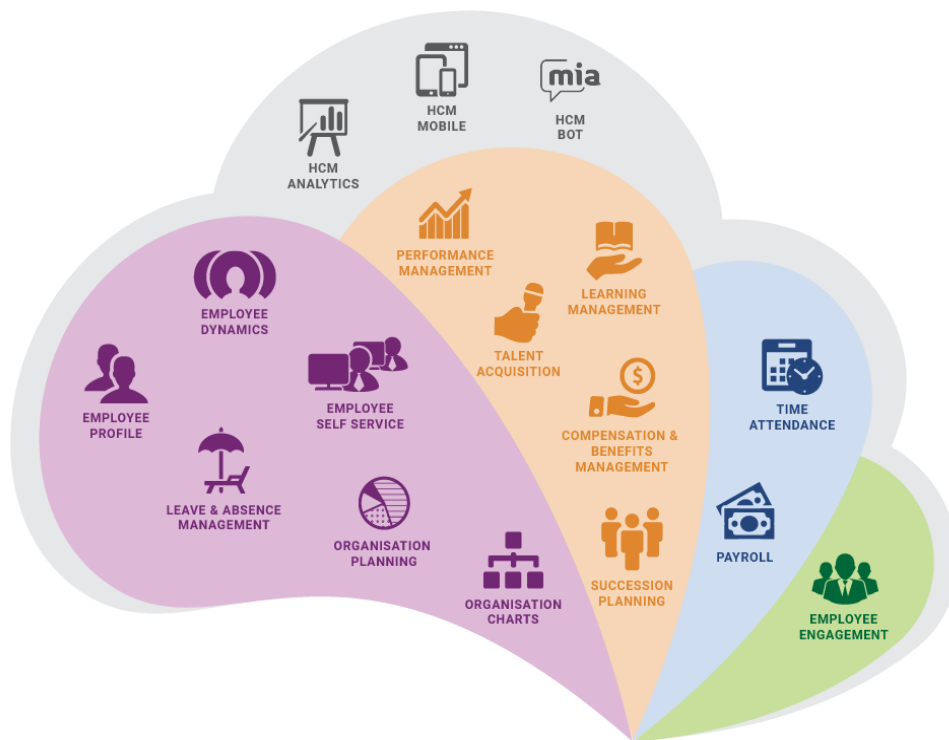 HCM
ANALYTICS
HCM
MOBILE
mia
HCM
BOT
EMPLOYEE
DYNAMICS
EMPLOYEE
PROFILE
EMPLOYEE
SELF SERVICE
LEAVE & ABSENCE
MANAGEMENT
ORGANISATION
PLANNING
ORGANISATION
CHARTS
PERFORMANCE
MANAGEMENT
LEARNING
MANAGEMENT
TALENT
ACQUISITION
$
COMPENSATION &
BENEFITS
MANAGEMENT
SUCCESSION
PLANNING
TIME
ATTENDANCE
PAYROLL
EMPLOYEE
ENGAGEMENT